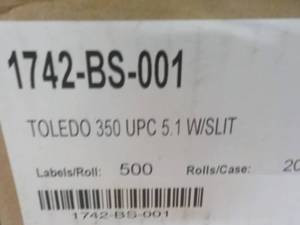 1742-BS-001
TOLEDO 350 UPC 5.1 W/SLIT
Labels/Roll: 500 Rolls/Case: 20
1742-BS-001